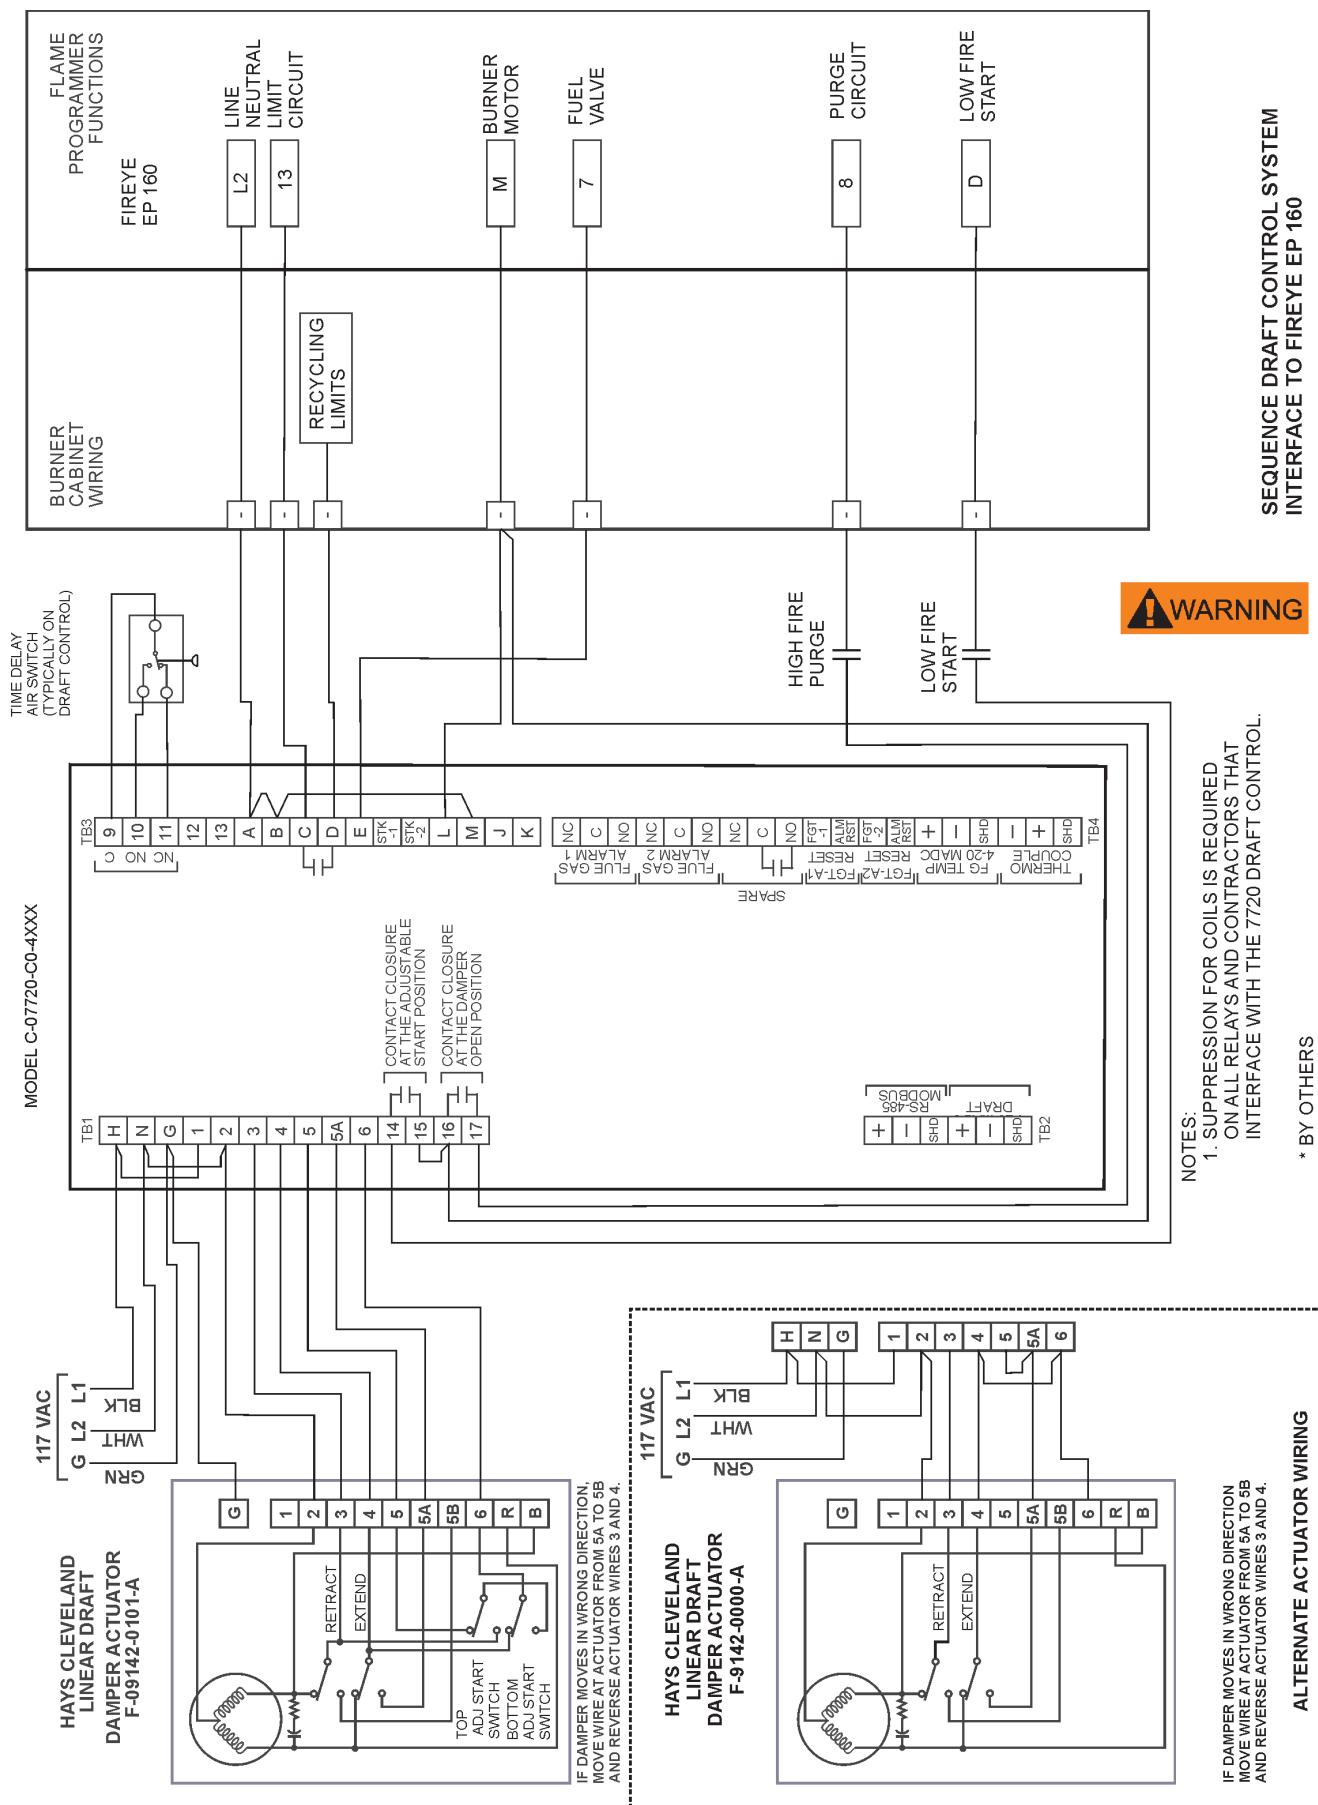 FLAME
PROGRAMMER
FUNCTIONS
FIREYE
EP 160
LINE
NEUTRAL
LIMIT
CIRCUIT
BURNER
MOTOR
FUEL
VALVE
PURGE
CIRCUIT
LOW FIRE
START
L2
13
M
7
8
D
BURNER
CABINET
WIRING
RECYCLING
LIMITS
-
-
-
-
-
-
-
SEQUENCE DRAFT CONTROL SYSTEM
INTERFACE TO FIREYE EP 160
TIME DELAY
AIR SWITCH
(TYPICALLY ON
DRAFT CONTROL)
HIGH FIRE
PURGE
LOW FIRE
START
WARNING
MODEL C-07720-C0-4XXX
TB3
9
10
11
12
13
A
B
C
D
E
STK
-1
STK
-2
L
M
J
K
C
NO
NC
NC
C
NO
NC
C
NO
NC
C
NO
FGT
-1
ALM
RST
FGT
-2
ALM
RST
+
−
SHD
−
+
SHD
TB4
FLUE GAS
ALARM 1
FLUE GAS
ALARM 2
SPARE
FGT-A1
RESET
FGT-A2
RESET
FG TEMP
4-20 MADC
THERMO
COUPLE
CONTACT CLOSURE
AT THE ADJUSTABLE
START POSITION
CONTACT CLOSURE
AT THE DAMPER
OPEN POSITION
TB1
H
N
G
1
2
3
4
5
5A
6
14
15
16
17
RS-485
MODBUS
DRAFT
+
−
SHD
+
−
SHD
TB2
NOTES:
1. SUPPRESSION FOR COILS IS REQUIRED
ON ALL RELAYS AND CONTRACTORS THAT
INTERFACE WITH THE 7720 DRAFT CONTROL.
* BY OTHERS
117 VAC
G L2 L1
BLK
WHT
GRN
HAYS CLEVELAND
LINEAR DRAFT
DAMPER ACTUATOR
F-09142-0101-A
G
1
2
3
4
5
5A
5B
6
R
B
RETRACT
EXTEND
TOP
ADJ START
SWITCH
BOTTOM
ADJ START
SWITCH
IF DAMPER MOVES IN WRONG DIRECTION,
MOVE WIRE AT ACTUATOR FROM 5A TO 5B
AND REVERSE ACTUATOR WIRES 3 AND 4.
117 VAC
G L2 L1
BLK
WHT
GRN
H
N
G
1
2
3
4
5
5A
6
HAYS CLEVELAND
LINEAR DRAFT
DAMPER ACTUATOR
F-9142-0000-A
G
1
2
3
4
5
5A
5B
6
R
B
RETRACT
EXTEND
IF DAMPER MOVES IN WRONG DIRECTION
MOVE WIRE AT ACTUATOR FROM 5A TO 5B
AND REVERSE ACTUATOR WIRES 3 AND 4.
ALTERNATE ACTUATOR WIRING